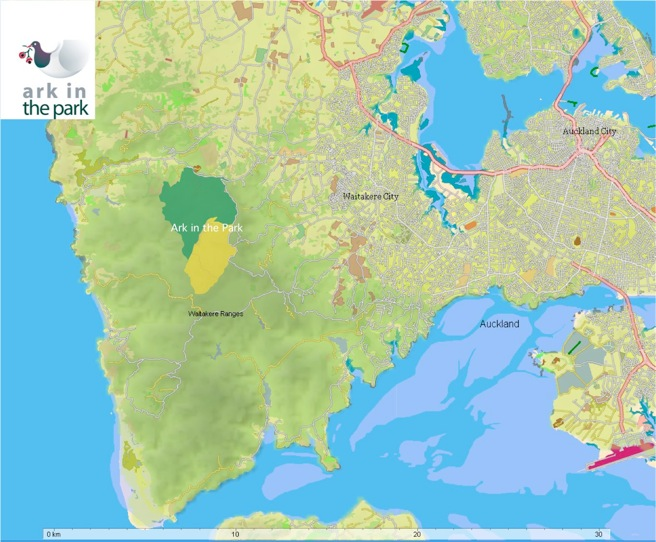 ark in
the park
Auckland City
Waitakere City
Ark in the Park
Waitakere Ranges
Auckland
0 km 10 20 30